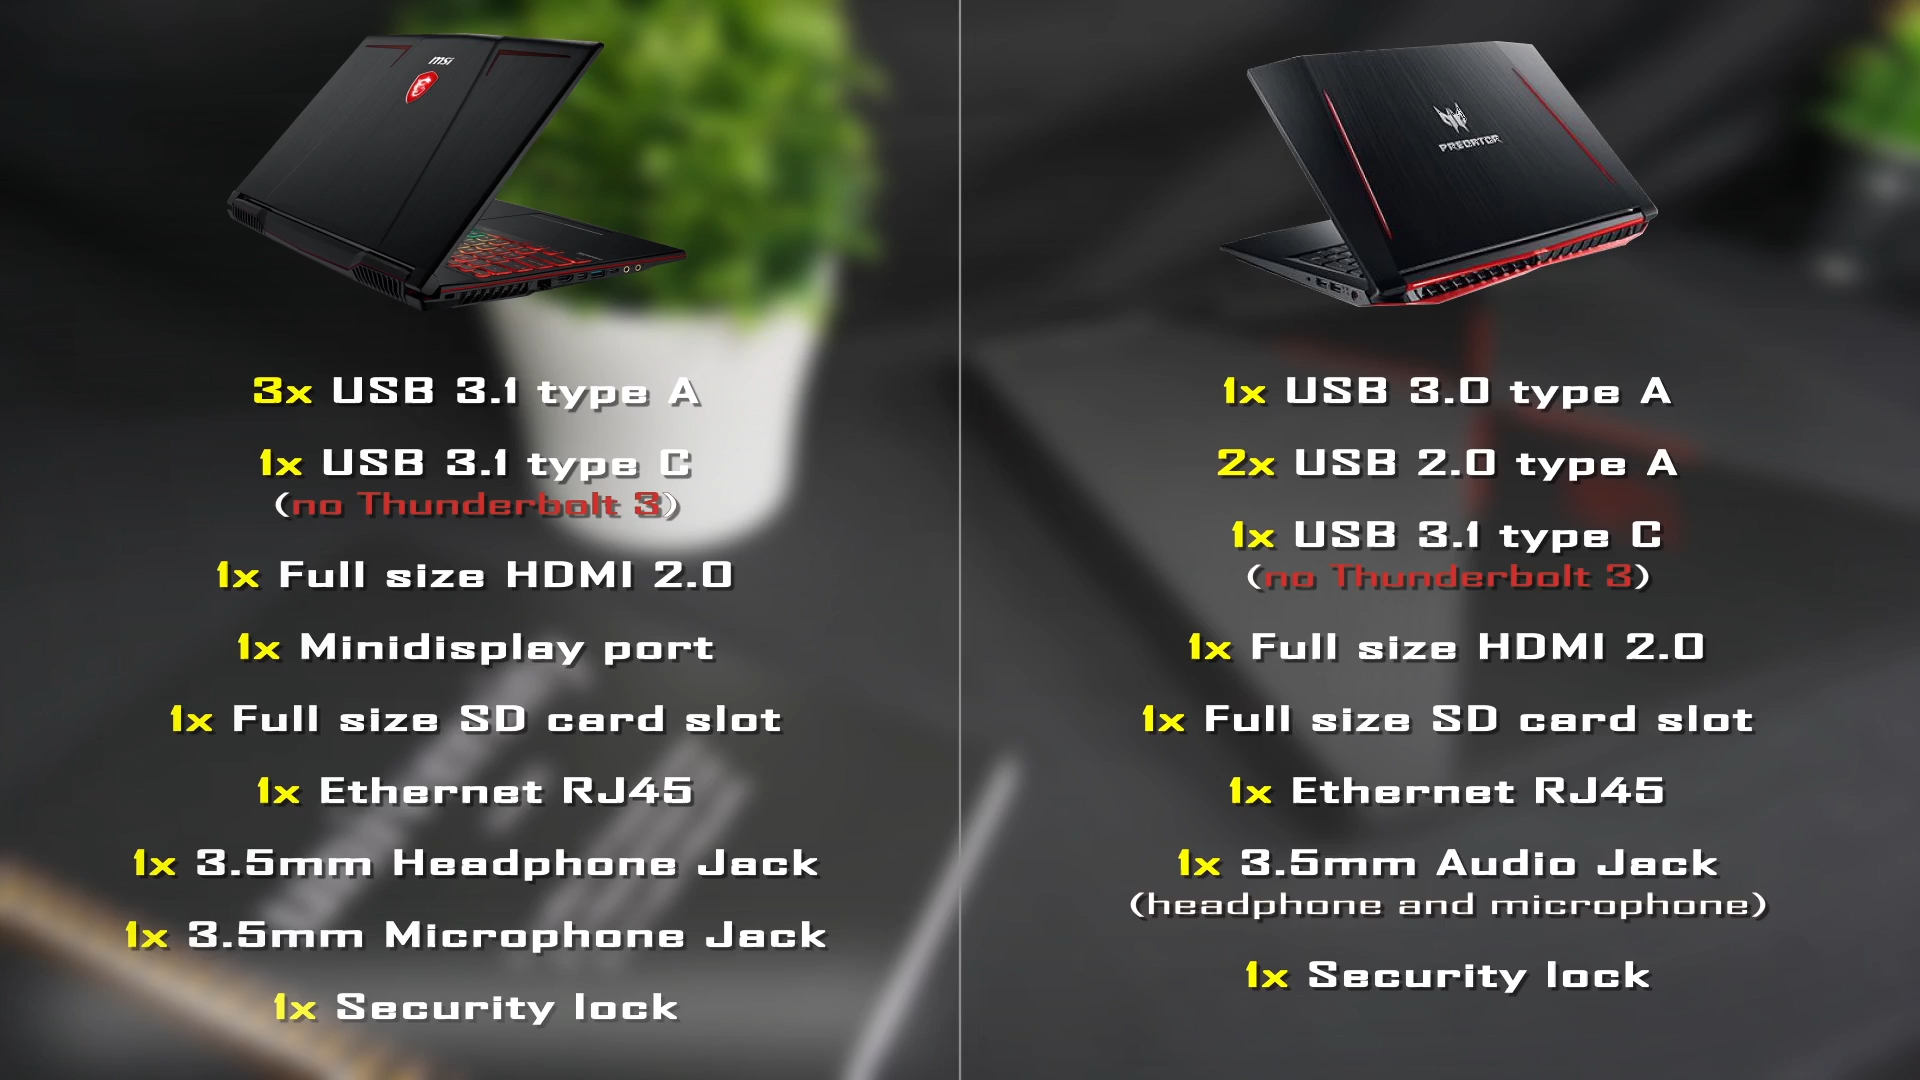 msi
PREDATOR
3x USB 3.1 type A
1x USB 3.1 type C
(no Thunderbolt 3)
1x Full size HDMI 2.0
1x Minidisplay port
1x Full size SD card slot
1x Ethernet RJ45
1x 3.5mm Headphone Jack
1x 3.5mm Microphone Jack
1x Security lock
1x USB 3.0 type A
2x USB 2.0 type A
1x USB 3.1 type C
(no Thunderbolt 3)
1x Full size HDMI 2.0
1x Full size SD card slot
1x Ethernet RJ45
1x 3.5mm Audio Jack
(headphone and microphone)
1x Security lock